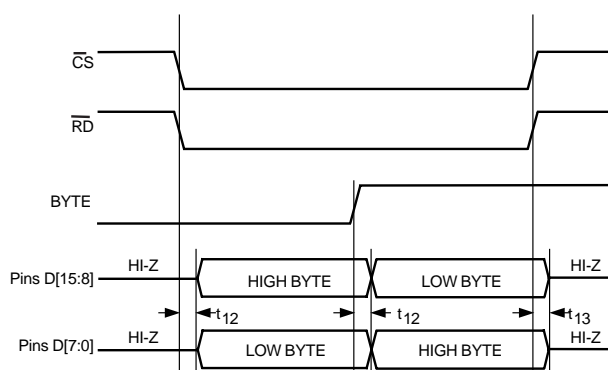 CS
RD
BYTE
Pins D[15:8] HI-Z HIGH BYTE LOW BYTE HI-Z
t12 t12 t13
Pins D[7:0] HI-Z LOW BYTE HIGH BYTE HI-Z